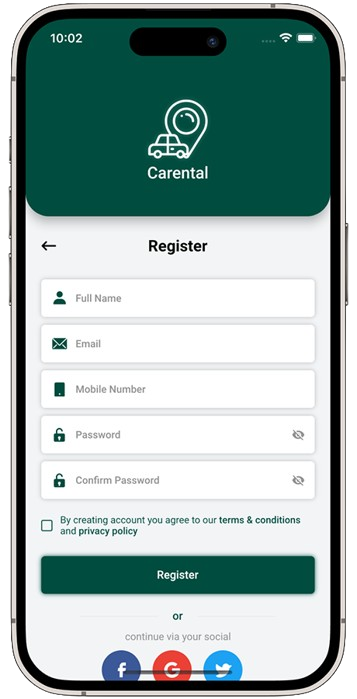 10:02
Carental
Register
Full Name
Email
Mobile Number
Password
Confirm Password
By creating account you agree to our terms & conditions
and privacy policy
Register
or
continue via your social
f G